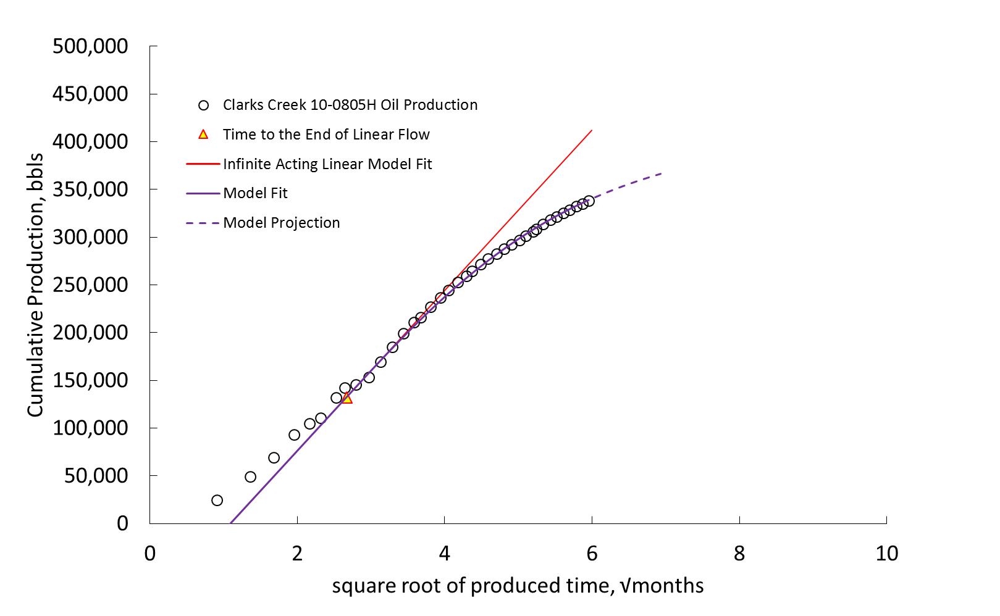 500,000
450,000
400,000
350,000
300,000
250,000
200,000
150,000
100,000
50,000
0
Cumulative Production, bbls
Clarks Creek 10-0805H Oil Production
Time to the End of Linear Flow
Infinite Acting Linear Model Fit
Model Fit
Model Projection
0 2 4 6 8 10
square root of produced time, √months